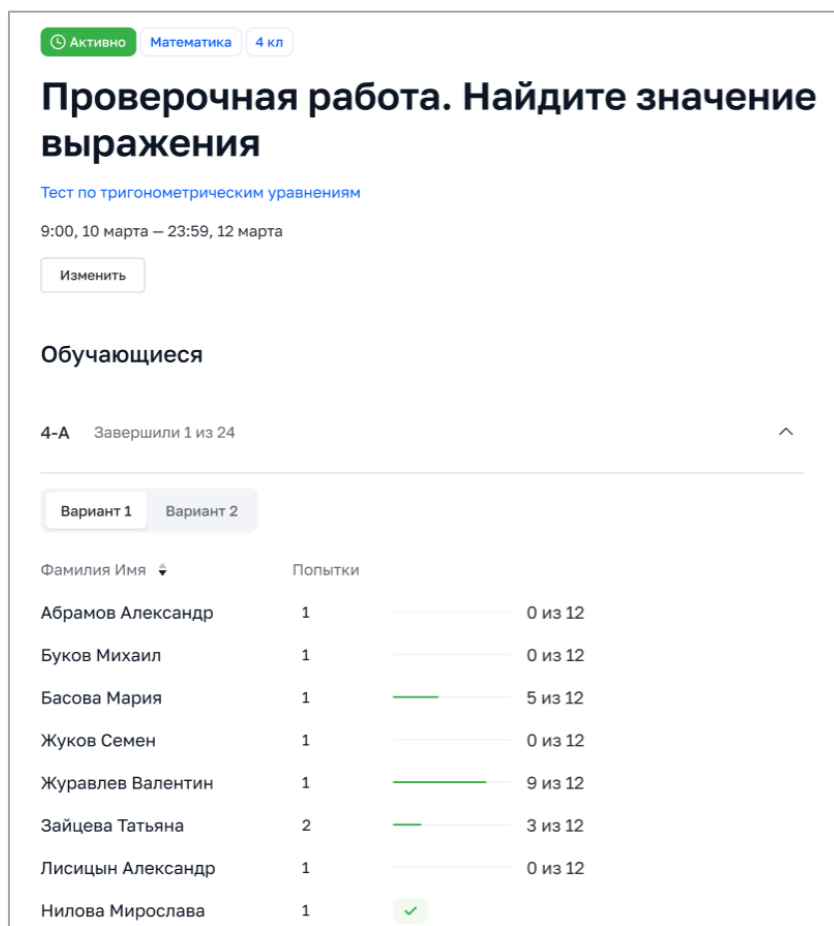 Активно Математика 4 кл
Проверочная работа. Найдите значение
выражения
Тест по тригонометрическим уравнениям
9:00, 10 марта — 23:59, 12 марта
Изменить
Обучающиеся
4-А Завершили 1 из 24
Вариант 1 Вариант 2
Фамилия Имя Попытки
Абрамов Александр 1 0 из 12
Буков Михаил 1 0 из 12
Басова Мария 1 5 из 12
Жуков Семен 1 0 из 12
Журавлев Валентин 1 9 из 12
Зайцева Татьяна 2 3 из 12
Лисицын Александр 1 0 из 12
Нилова Мирослава 1